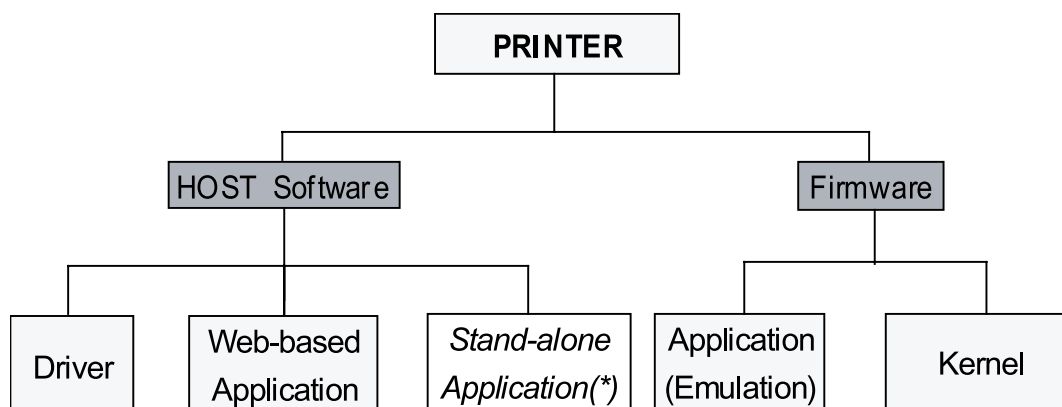 PRINTER
HOST Software
Firmware
Driver
Web-based
Application
Stand-alone
Application(*)
Application
(Emulation)
Kernel